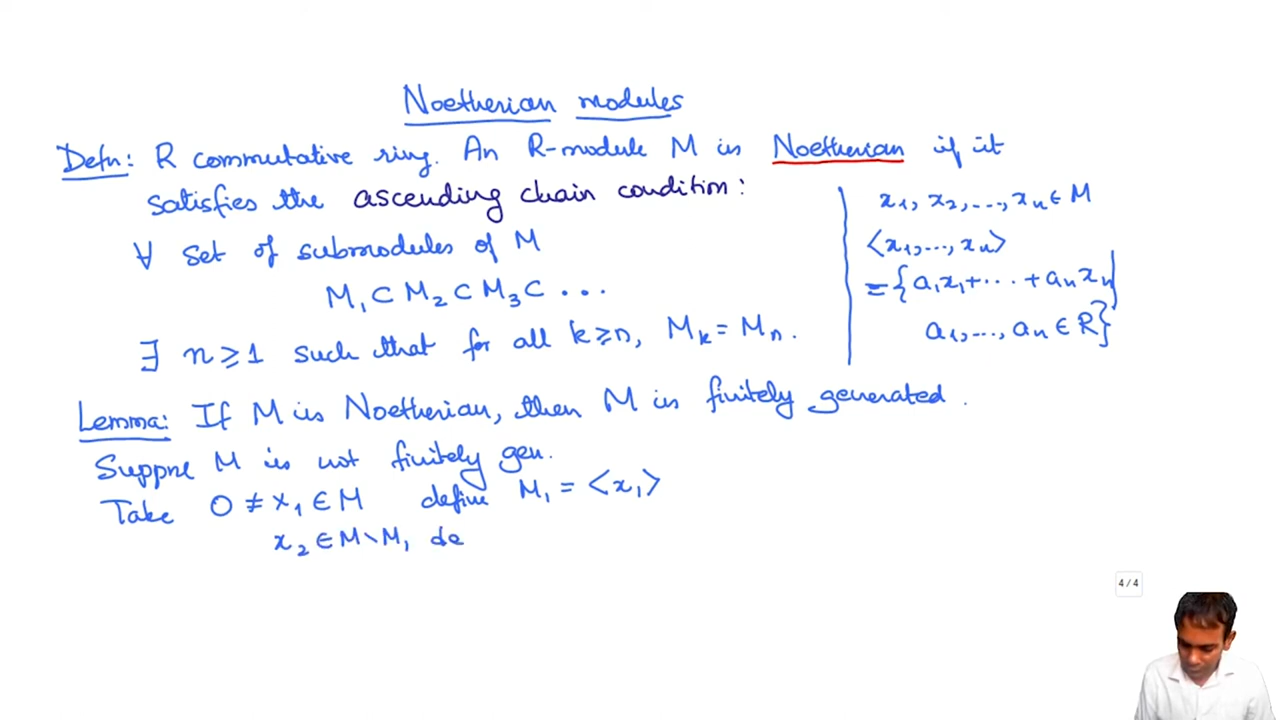 Noetherian modules
Defn: R commutative ring. An R-module M is Noetherian if it
satisfies the ascending chain condition:
∀ set of submodules of M
M₁ ⊂ M₂ ⊂ M₃ ⊂ ...
∃ n ≥ 1 such that for all k ≥ n, Mₖ = Mₙ.
x₁, x₂, ..., xₙ ∈ M
⟨x₁, ..., xₙ⟩
= {a₁x₁ + ... + aₙxₙ |
a₁, ..., aₙ ∈ R}
Lemma: If M is Noetherian, then M is finitely generated.
Suppose M is not finitely gen.
Take 0 ≠ x₁ ∈ M define M₁ = ⟨x₁⟩
x₂ ∈ M \ M₁ de
4/4